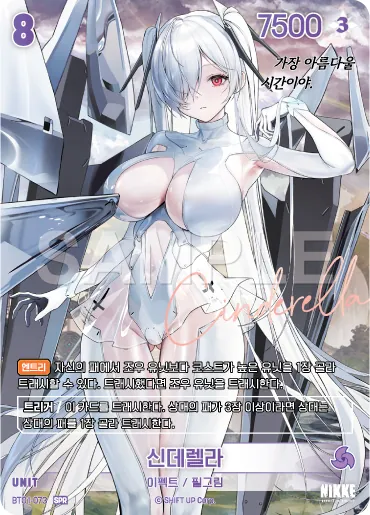 8
7500 3
가장 아름다울
시간이야.
SAMPLE
Cinderella
엔트리 자신의 패에서 조우 유닛보다 코스트가 높은 유닛을 1장 골라
트래시할 수 있다. 트래시했다면 조우 유닛을 트래시한다.
트리거 이 카드를 트래시한다. 상대의 패가 3장 이상이라면 상대는
상대의 패를 1장 골라 트래시한다.
신데렐라
UNIT 이펙트 / 필그림
SPR © SHIFT UP Corp. NIKKE